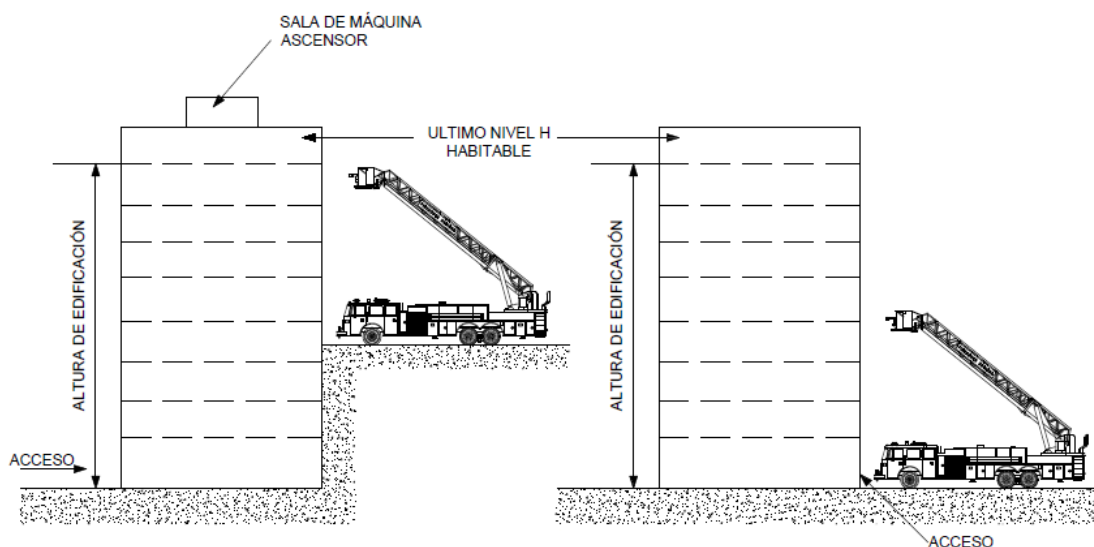 SALA DE MÁQUINA
ASCENSOR
ULTIMO NIVEL H
HABITABLE
ALTURA DE EDIFICACIÓN
ALTURA DE EDIFICACIÓN
ACCESO
ACCESO